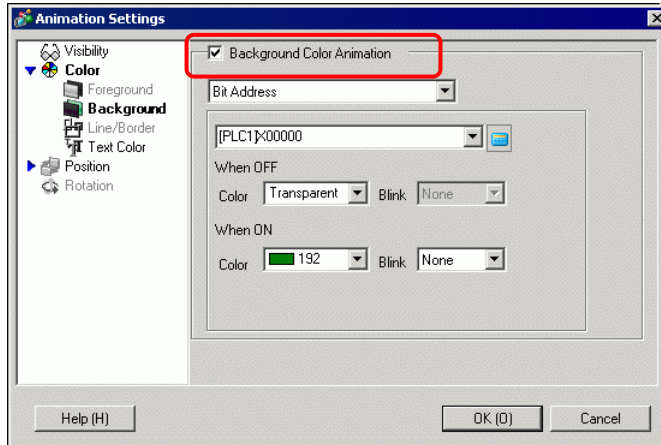 Animation Settings
Visibility
Color
Foreground
Background
Line/Border
Text Color
Position
Rotation
Background Color Animation
Bit Address
[PLC1]X00000
When OFF
Color Transparent Blink None
When ON
Color 192 Blink None
Help (H)
OK (O)
Cancel